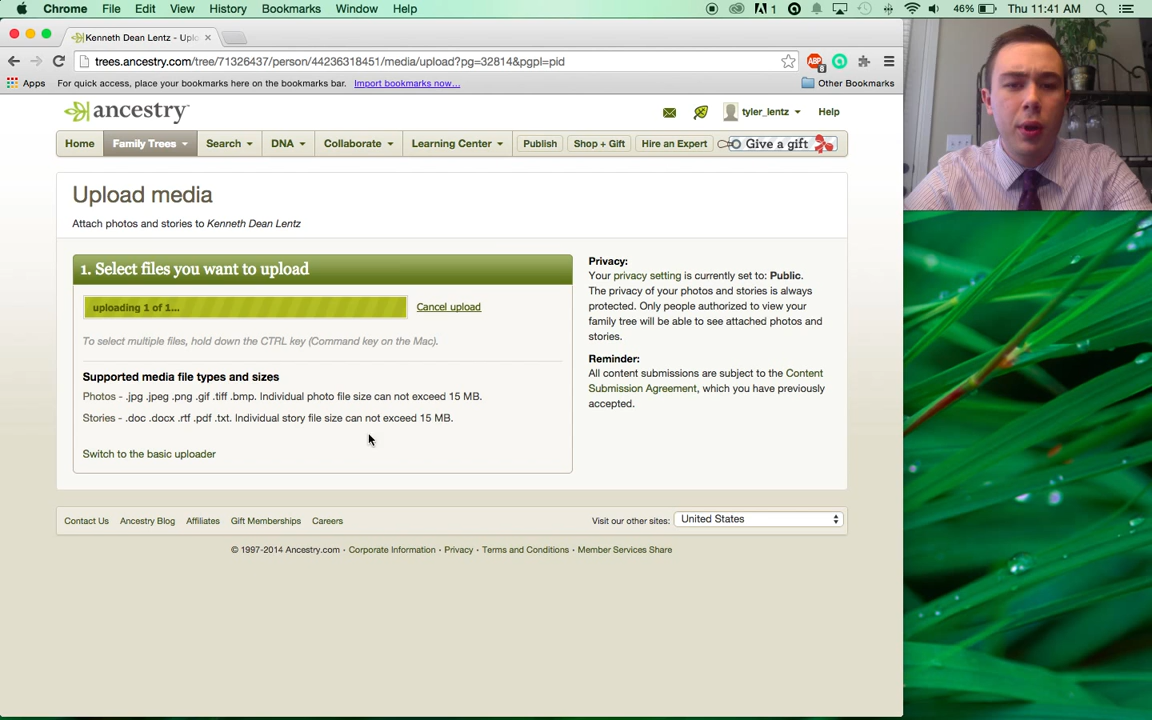 Chrome File Edit View History Bookmarks Window Help
1 46% Thu 11:41 AM
Kenneth Dean Lentz - Uplo
trees.ancestry.com/tree/71326437/person/44236318451/media/upload?pg=32814&pgpl=pid
ABP
Apps For quick access, place your bookmarks here on the bookmarks bar. Import bookmarks now... Other Bookmarks
ancestry
tyler_lentz Help
Home Family Trees Search DNA Collaborate Learning Center Publish Shop + Gift Hire an Expert Give a gift
Upload media
Attach photos and stories to Kenneth Dean Lentz
1. Select files you want to upload
uploading 1 of 1... Cancel upload
To select multiple files, hold down the CTRL key (Command key on the Mac).
Supported media file types and sizes
Photos - .jpg .jpeg .png .gif .tiff .bmp. Individual photo file size can not exceed 15 MB.
Stories - .doc .docx .rtf .pdf .txt. Individual story file size can not exceed 15 MB.
Switch to the basic uploader
Privacy:
Your privacy setting is currently set to: Public.
The privacy of your photos and stories is always
protected. Only people authorized to view your
family tree will be able to see attached photos and
stories.
Reminder:
All content submissions are subject to the Content
Submission Agreement, which you have previously
accepted.
Contact Us Ancestry Blog Affiliates Gift Memberships Careers Visit our other sites: United States
© 1997-2014 Ancestry.com · Corporate Information · Privacy · Terms and Conditions · Member Services Share